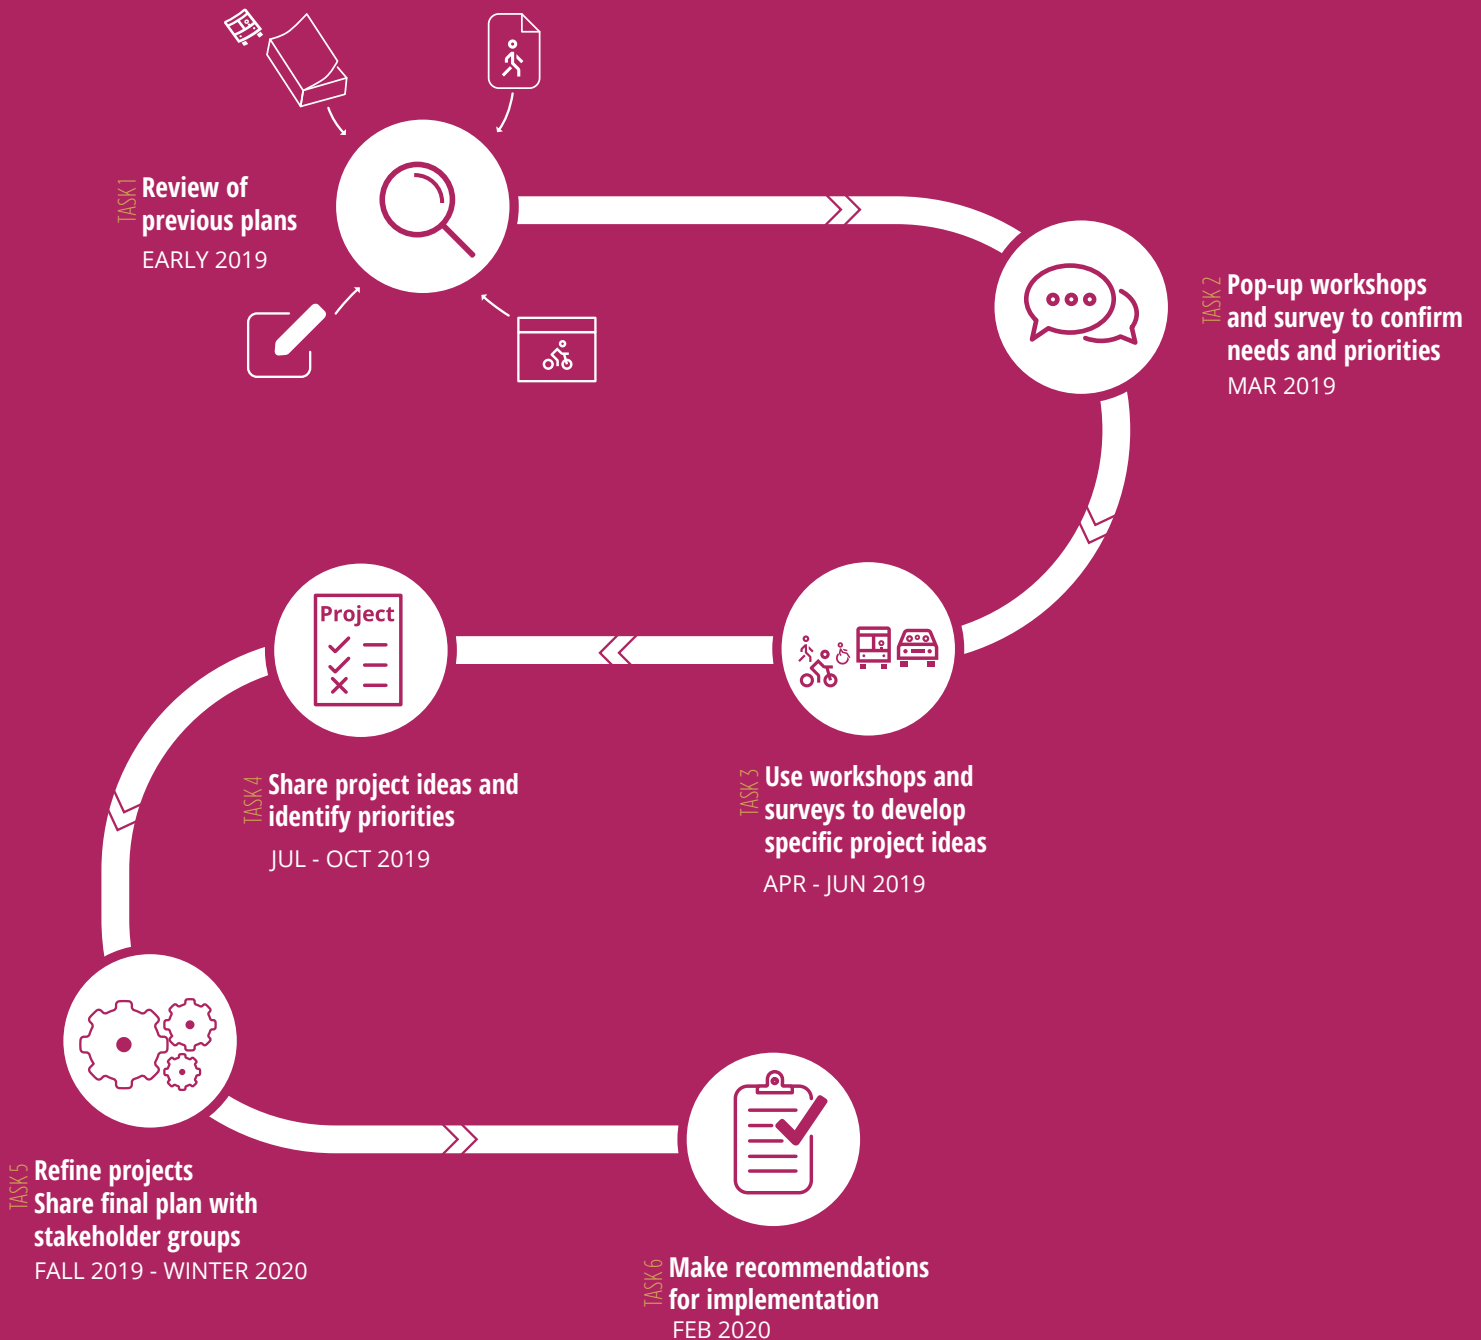 TASK 1
Review of
previous plans
EARLY 2019
TASK 2
Pop-up workshops
and survey to confirm
needs and priorities
MAR 2019
TASK 3
Use workshops and
surveys to develop
specific project ideas
APR - JUN 2019
Project
TASK 4
Share project ideas and
identify priorities
JUL - OCT 2019
TASK 5
Refine projects
Share final plan with
stakeholder groups
FALL 2019 - WINTER 2020
TASK 6
Make recommendations
for implementation
FEB 2020